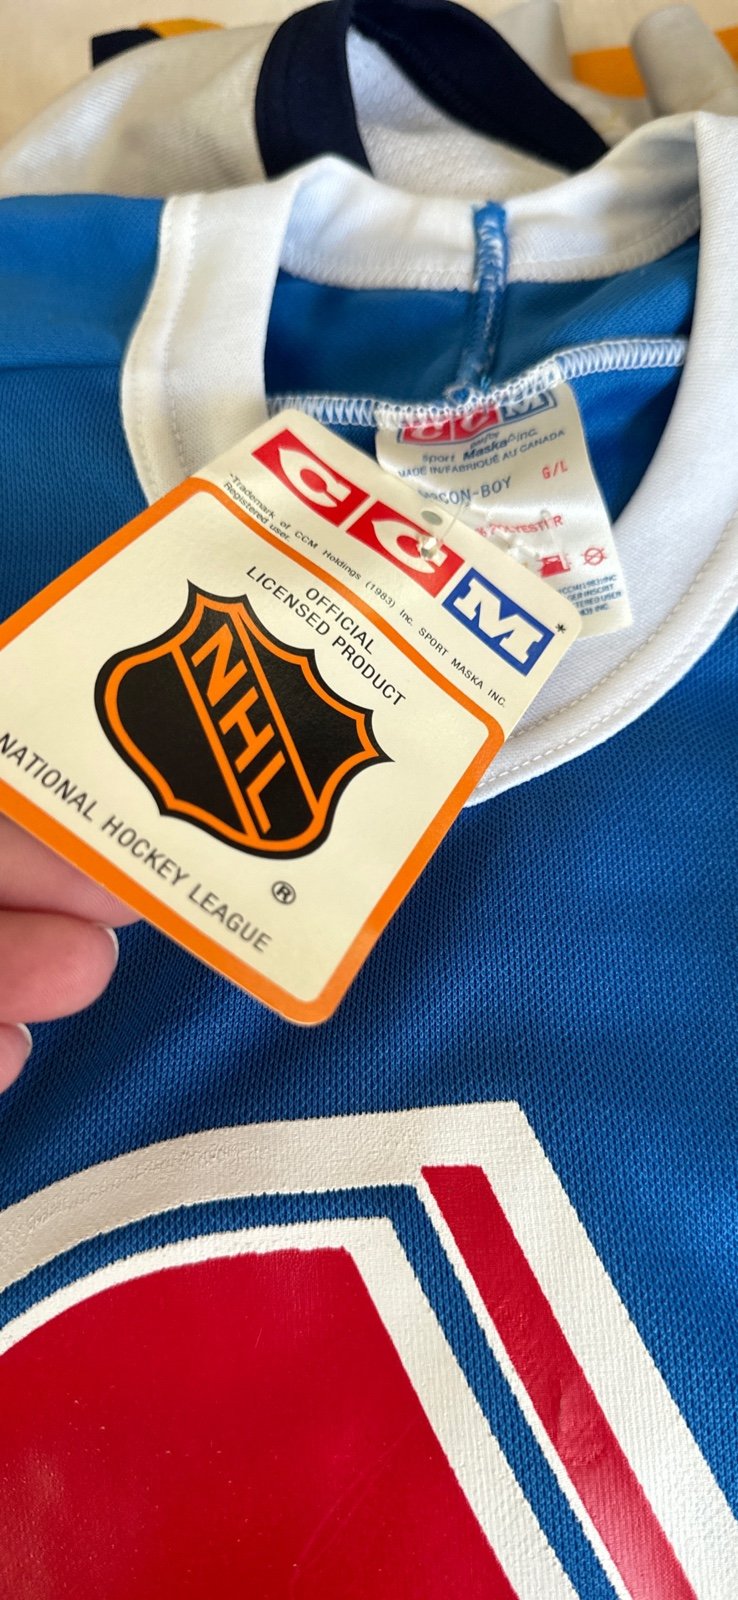 CCM
sport Maska inc.
MADE IN/FABRIQUÉ AU CANADA
G/L
-BOY
CCM*
*Trademark of CCM Holdings (1983) Inc. SPORT MASKA INC.
Registered user.
OFFICIAL
LICENSED PRODUCT
NHL
NATIONAL HOCKEY LEAGUE
®